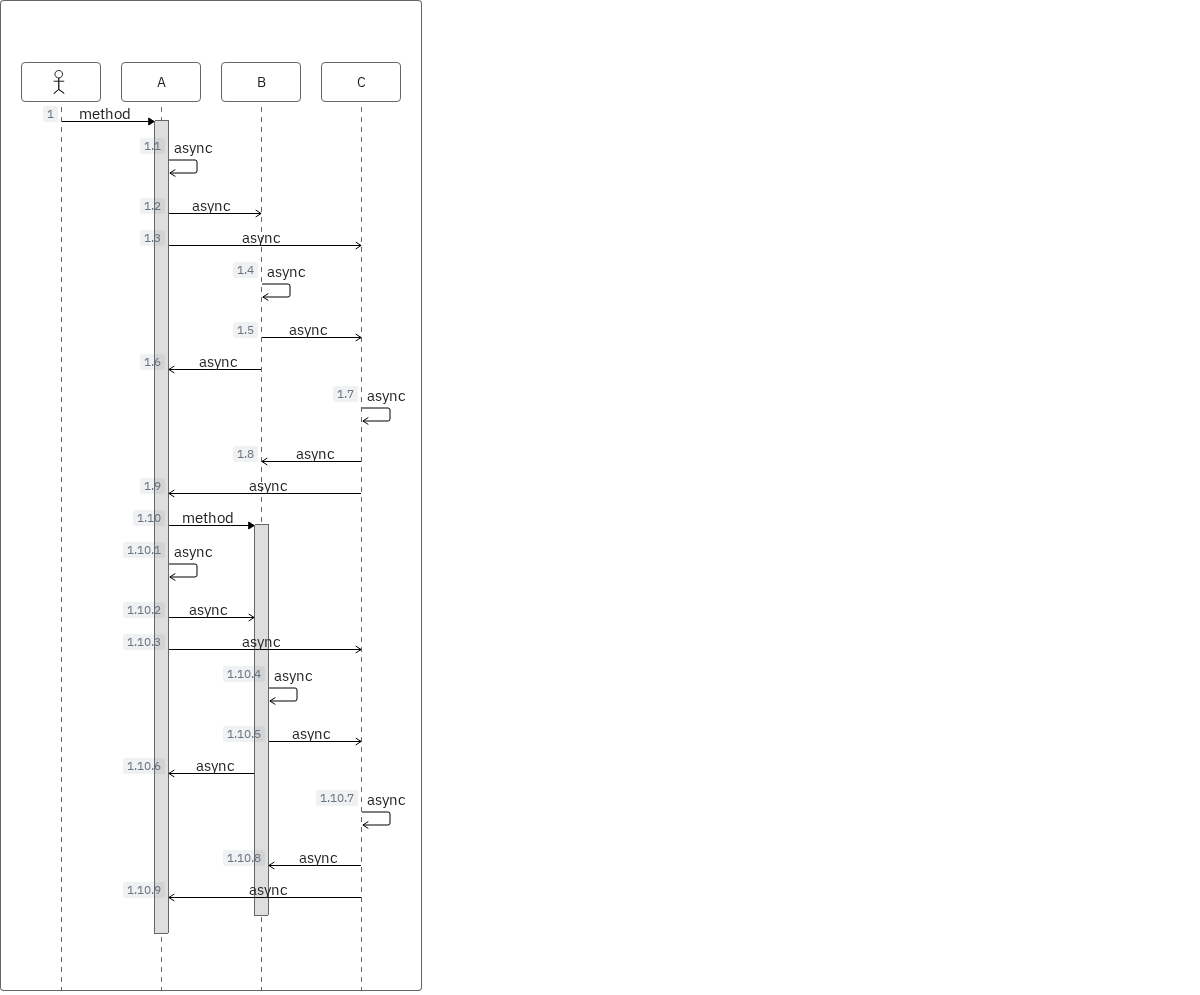 A B C
1 method
1.1 async
1.2 async
1.3 async
1.4 async
1.5 async
1.6 async
1.7 async
1.8 async
1.9 async
1.10 method
1.10.1 async
1.10.2 async
1.10.3 async
1.10.4 async
1.10.5 async
1.10.6 async
1.10.7 async
1.10.8 async
1.10.9 async